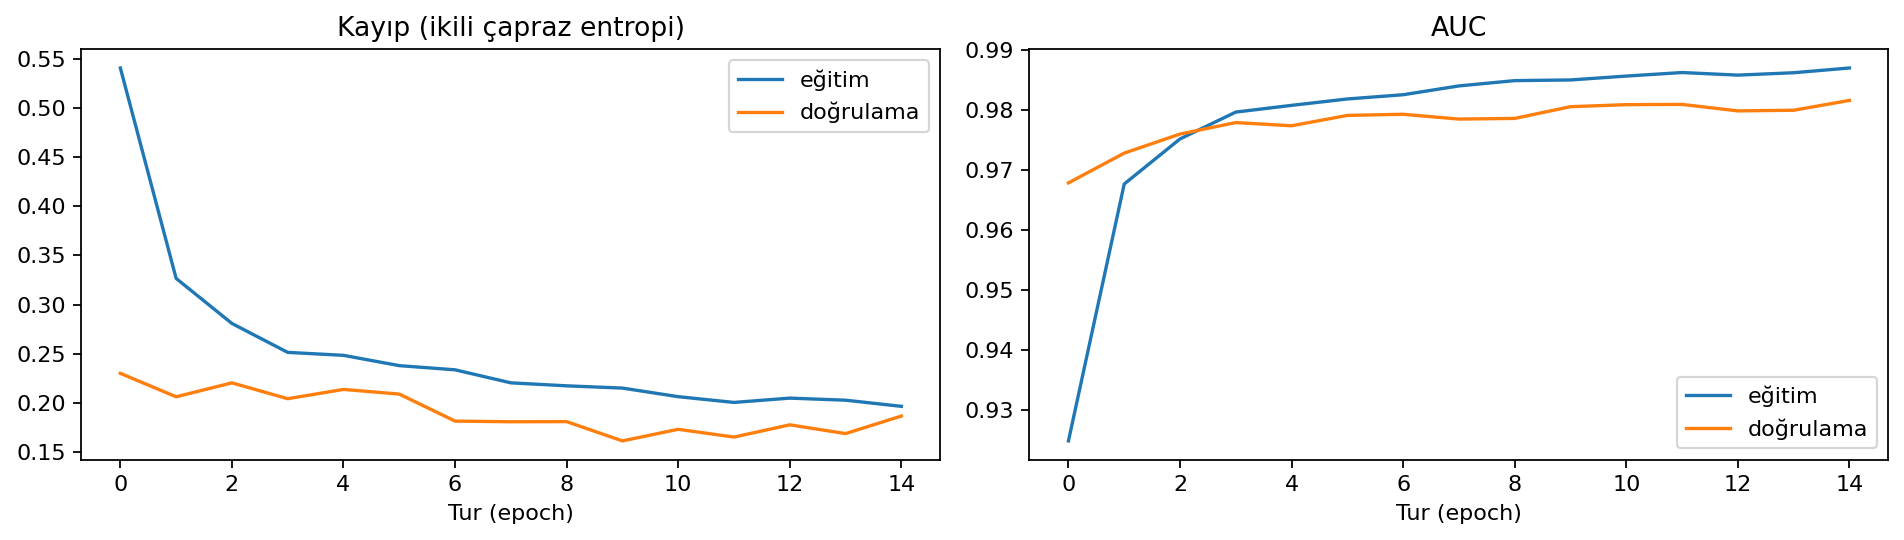 Kayıp (ikili çapraz entropi)
0.55
0.50
0.45
0.40
0.35
0.30
0.25
0.20
0.15
0 2 4 6 8 10 12 14
Tur (epoch)
eğitim
doğrulama
AUC
0.99
0.98
0.97
0.96
0.95
0.94
0.93
0 2 4 6 8 10 12 14
Tur (epoch)
eğitim
doğrulama